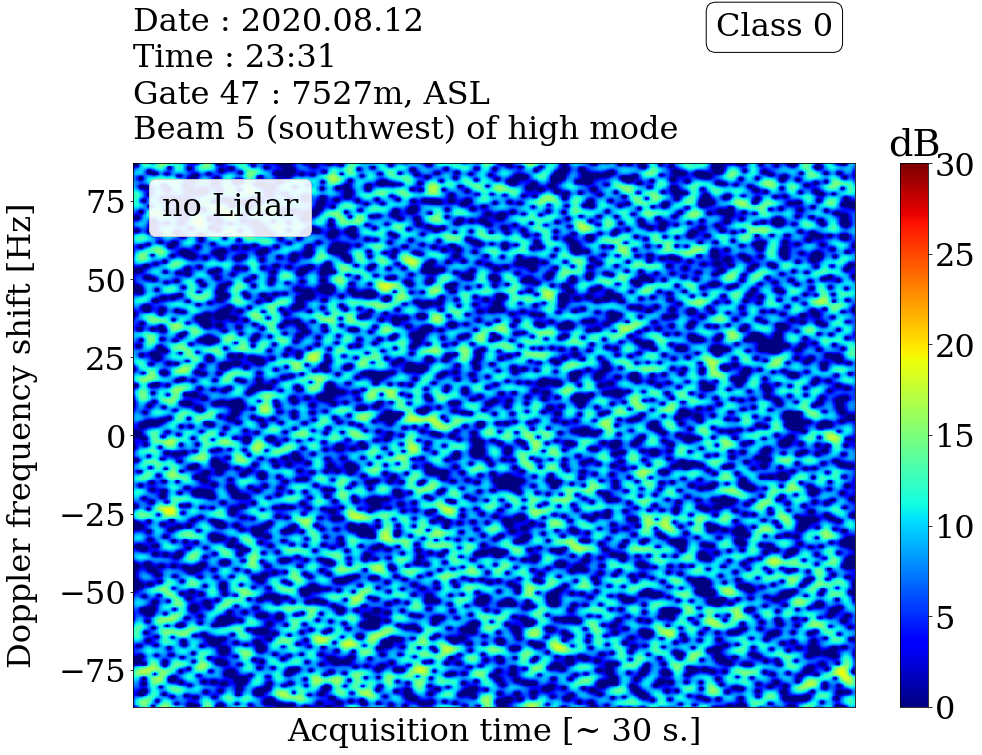 Date : 2020.08.12
Time : 23:31
Gate 47 : 7527m, ASL
Beam 5 (southwest) of high mode
Class 0
dB
no Lidar
Doppler frequency shift [Hz]
75
50
25
0
−25
−50
−75
30
25
20
15
10
5
0
Acquisition time [~ 30 s.]